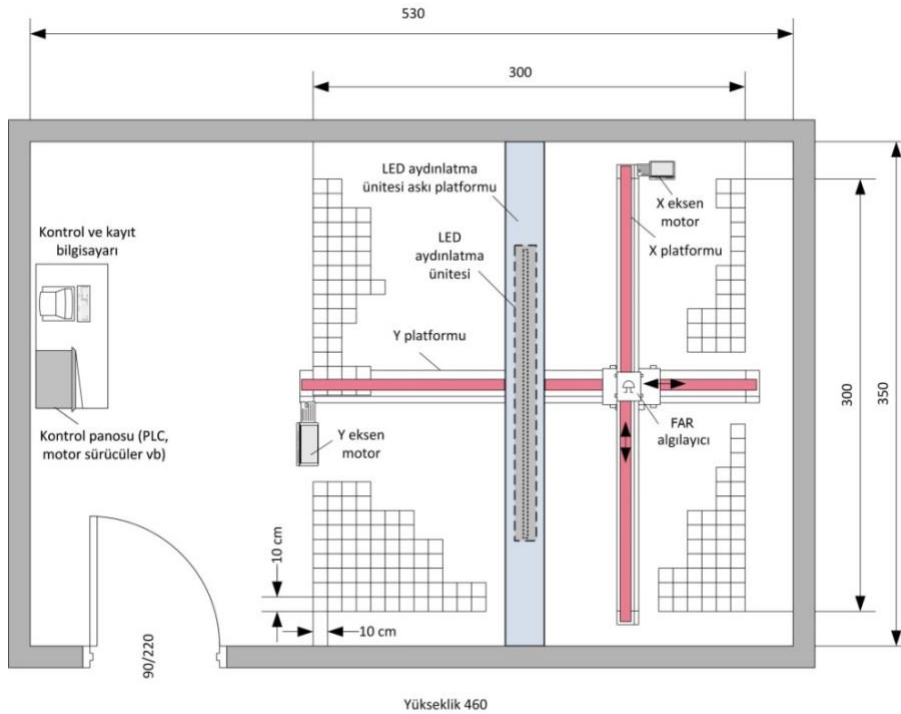 530
300
LED aydınlatma
ünitesi askı platformu
X eksen
motor
X platformu
Kontrol ve kayıt
bilgisayarı
LED
aydınlatma
ünitesi
Y platformu
300
350
Kontrol panosu (PLC,
motor sürücüler vb)
Y eksen
motor
FAR
algılayıcı
10 cm
10 cm
90/220
Yükseklik 460